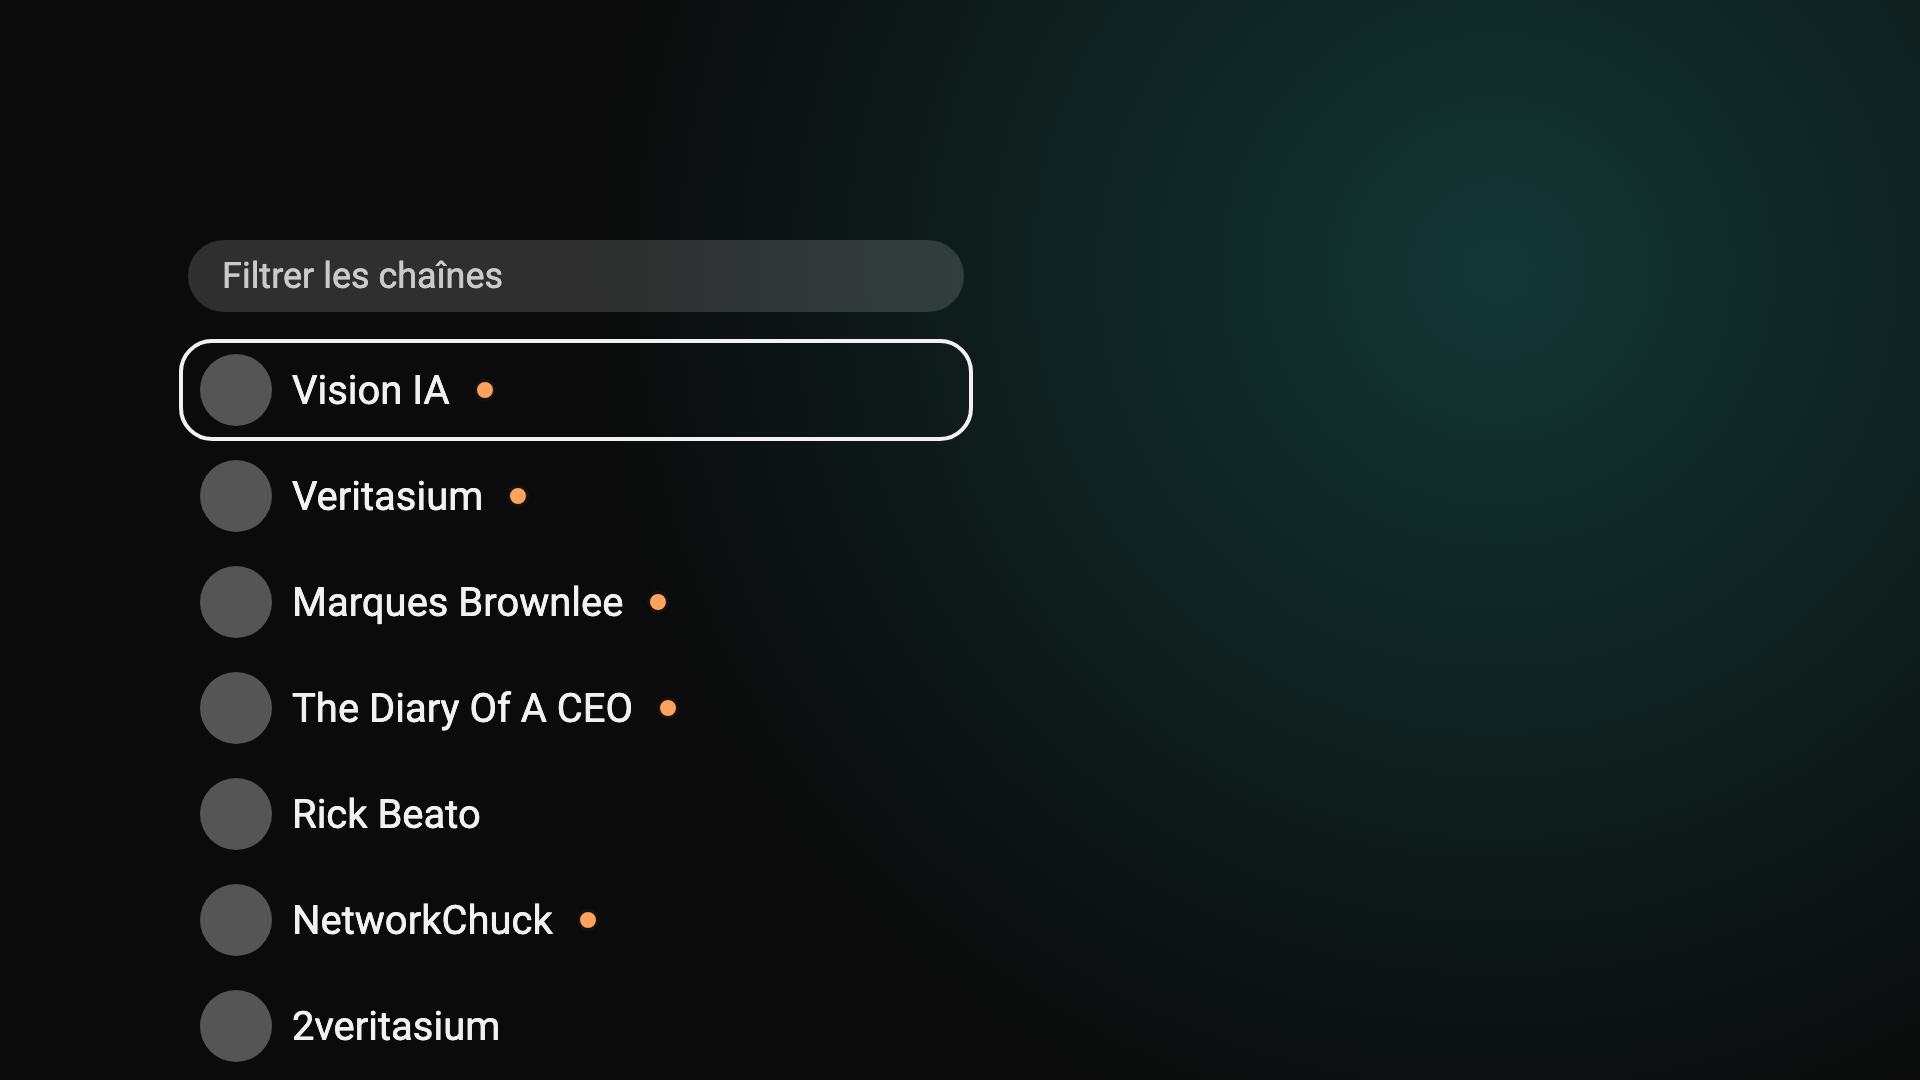 Filtrer les chaînes
Vision IA
Veritasium
Marques Brownlee
The Diary Of A CEO
Rick Beato
NetworkChuck
2veritasium